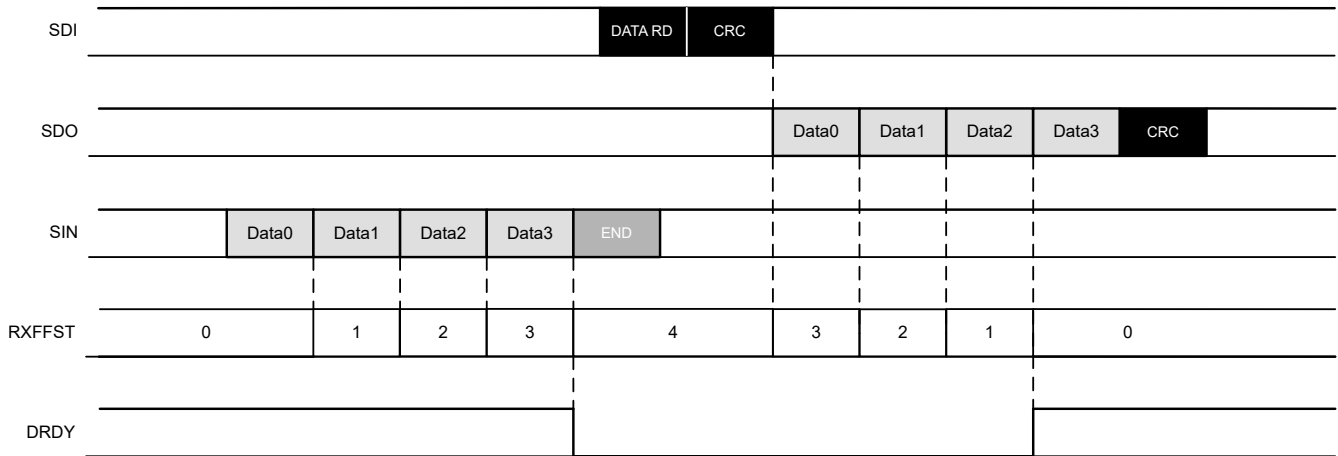 SDI DATA RD CRC
SDO Data0 Data1 Data2 Data3 CRC
SIN Data0 Data1 Data2 Data3 END
RXFFST 0 1 2 3 4 3 2 1 0
DRDY